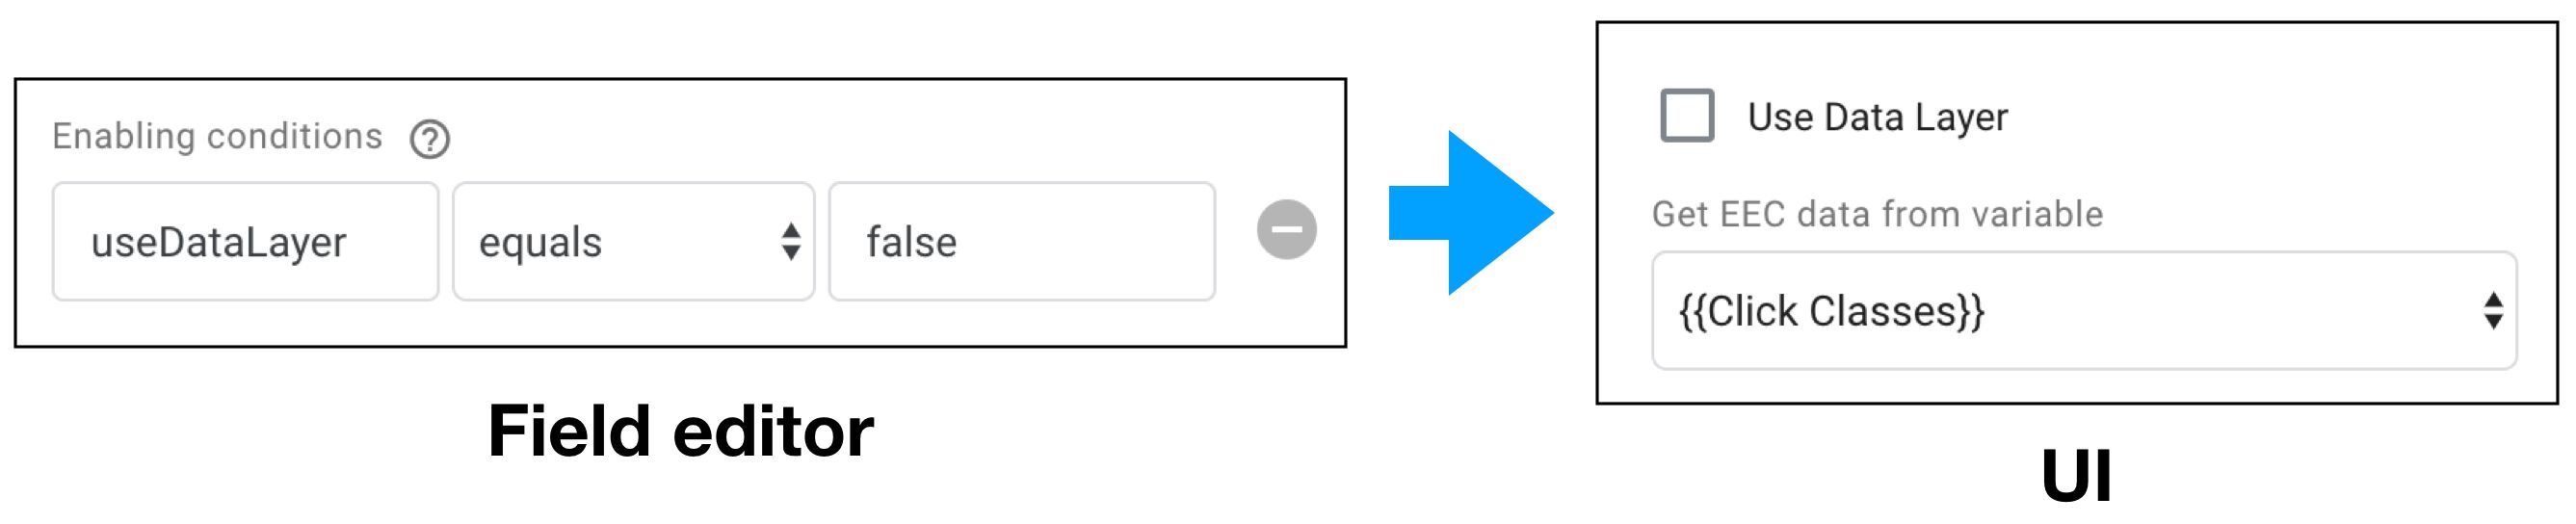 Enabling conditions
useDataLayer equals false
Field editor
Use Data Layer
Get EEC data from variable
{{Click Classes}}
UI